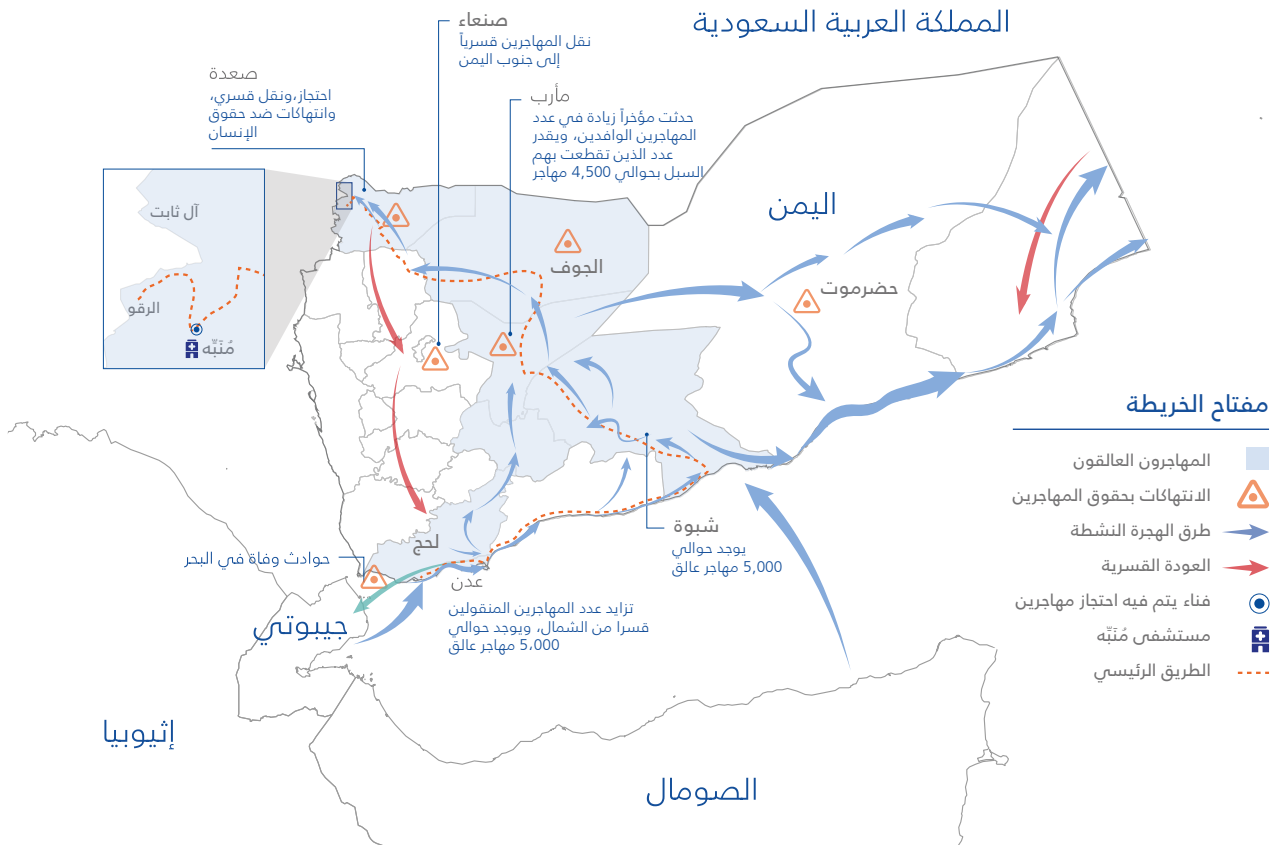 المملكة العربية السعودية
صنعاء
نقل المهاجرين قسرياً
إلى جنوب اليمن
صعدة
احتجاز،ونقل قسري،
وانتهاكات ضد حقوق
الإنسان
مأرب
حدثت مؤخراً زيادة في عدد
المهاجرين الوافدين، ويقدر
عدد الذين تقطعت بهم
السبل بحوالي 4,500 مهاجر
آل ثابت
الرقو
مُنَبِّه
اليمن
الجوف
حضرموت
شبوة
يوجد حوالي
5,000 مهاجر عالق
لحج
حوادث وفاة في البحر
عدن
تزايد عدد المهاجرين المنقولين
قسرا من الشمال، ويوجد حوالي
5،000 مهاجر عالق
جيبوتي
إثيوبيا
الصومال
مفتاح الخريطة
المهاجرون العالقون
الانتهاكات بحقوق المهاجرين
طرق الهجرة النشطة
العودة القسرية
فناء يتم فيه احتجاز مهاجرين
مستشفى مُنَبِّه
الطريق الرئيسي